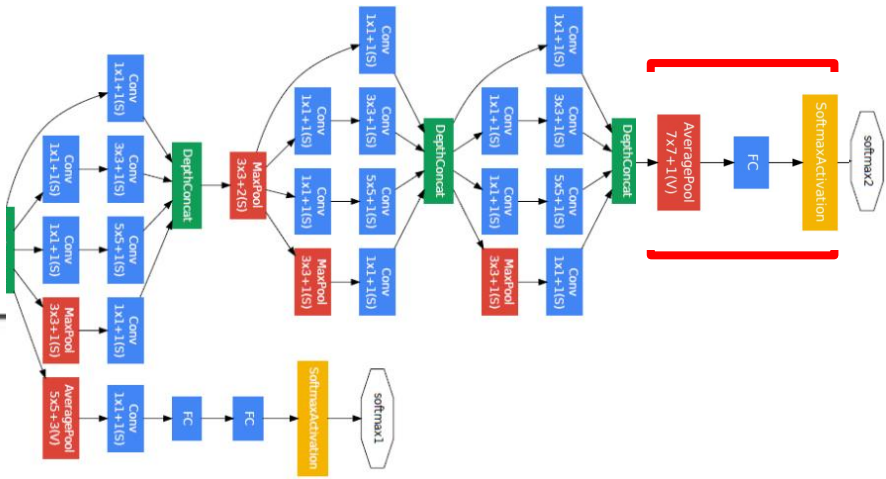 Conv
1x1+1(S)
Conv
1x1+1(S)
MaxPool
3x3+1(S)
AveragePool
5x5+3(V)
Conv
1x1+1(S)
Conv
3x3+1(S)
Conv
5x5+1(S)
Conv
1x1+1(S)
Conv
1x1+1(S)
DepthConcat
FC
MaxPool
3x3+2(S)
FC
Conv
1x1+1(S)
Conv
1x1+1(S)
MaxPool
3x3+1(S)
SoftmaxActivation
Conv
1x1+1(S)
Conv
3x3+1(S)
Conv
5x5+1(S)
Conv
1x1+1(S)
softmax1
DepthConcat
Conv
1x1+1(S)
Conv
1x1+1(S)
MaxPool
3x3+1(S)
Conv
1x1+1(S)
Conv
3x3+1(S)
Conv
5x5+1(S)
Conv
1x1+1(S)
DepthConcat
AveragePool
7x7+1(V)
FC
SoftmaxActivation
softmax2